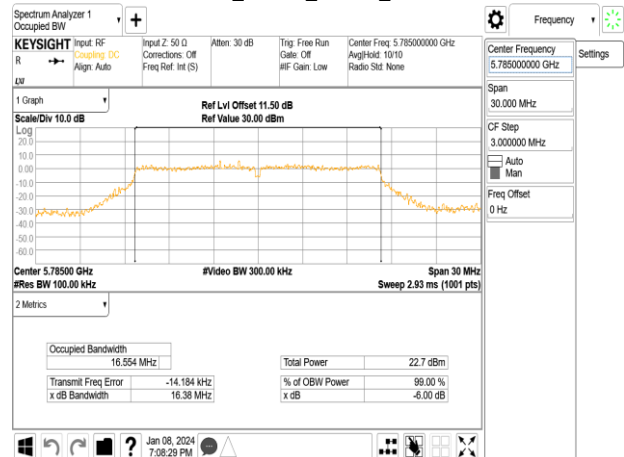 Spectrum Analyzer 1
Occupied BW
Frequency
KEYSIGHT
R
LXI
Input: RF
Coupling: DC
Align: Auto
Input Z: 50 Ω
Corrections: Off
Freq Ref: Int (S)
Atten: 30 dB
Trig: Free Run
Gate: Off
#IF Gain: Low
Center Freq: 5.785000000 GHz
Avg|Hold: 10/10
Radio Std: None
Center Frequency
5.785000000 GHz
Settings
Span
30.000 MHz
CF Step
3.000000 MHz
Auto
Man
Freq Offset
0 Hz
1 Graph
Scale/Div 10.0 dB
Ref Lvl Offset 11.50 dB
Ref Value 30.00 dBm
Log
20.0
10.0
0.00
-10.0
-20.0
-30.0
-40.0
-50.0
-60.0
Center 5.78500 GHz
#Res BW 100.00 kHz
#Video BW 300.00 kHz
Span 30 MHz
Sweep 2.93 ms (1001 pts)
2 Metrics
Occupied Bandwidth
16.554 MHz
Transmit Freq Error -14.184 kHz
x dB Bandwidth 16.38 MHz
Total Power 22.7 dBm
% of OBW Power 99.00 %
x dB -6.00 dB
?
Jan 08, 2024
7:08:29 PM